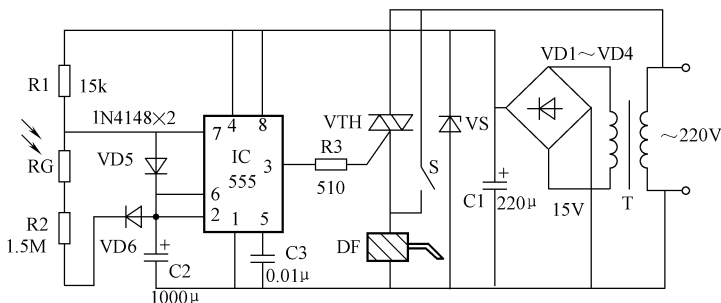 R1
15k
1N4148×2
RG
VD5
R2
1.5M
VD6
C2
1000μ
7
4
8
IC
555
3
6
2
1
5
C3
0.01μ
R3
510
VTH
S
DF
VS
C1
220μ
VD1～VD4
15V
T
～220V
+
+